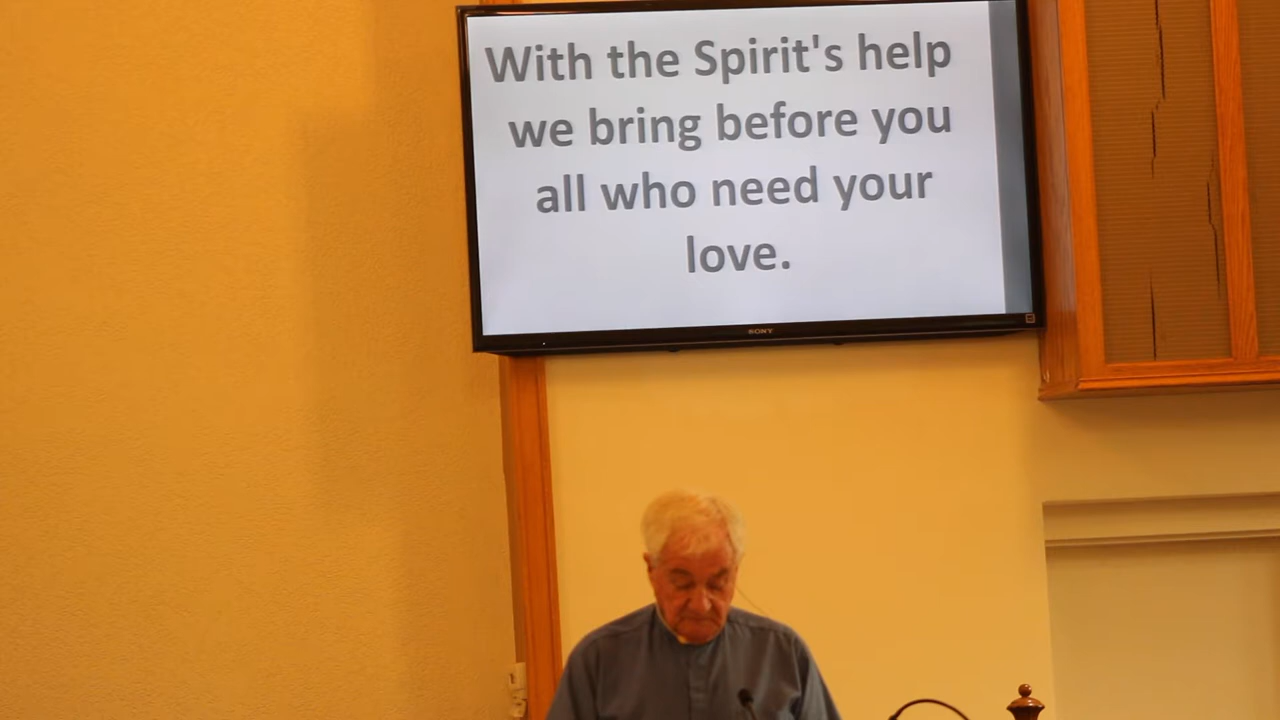 With the Spirit's help
we bring before you
all who need your
love.
SONY